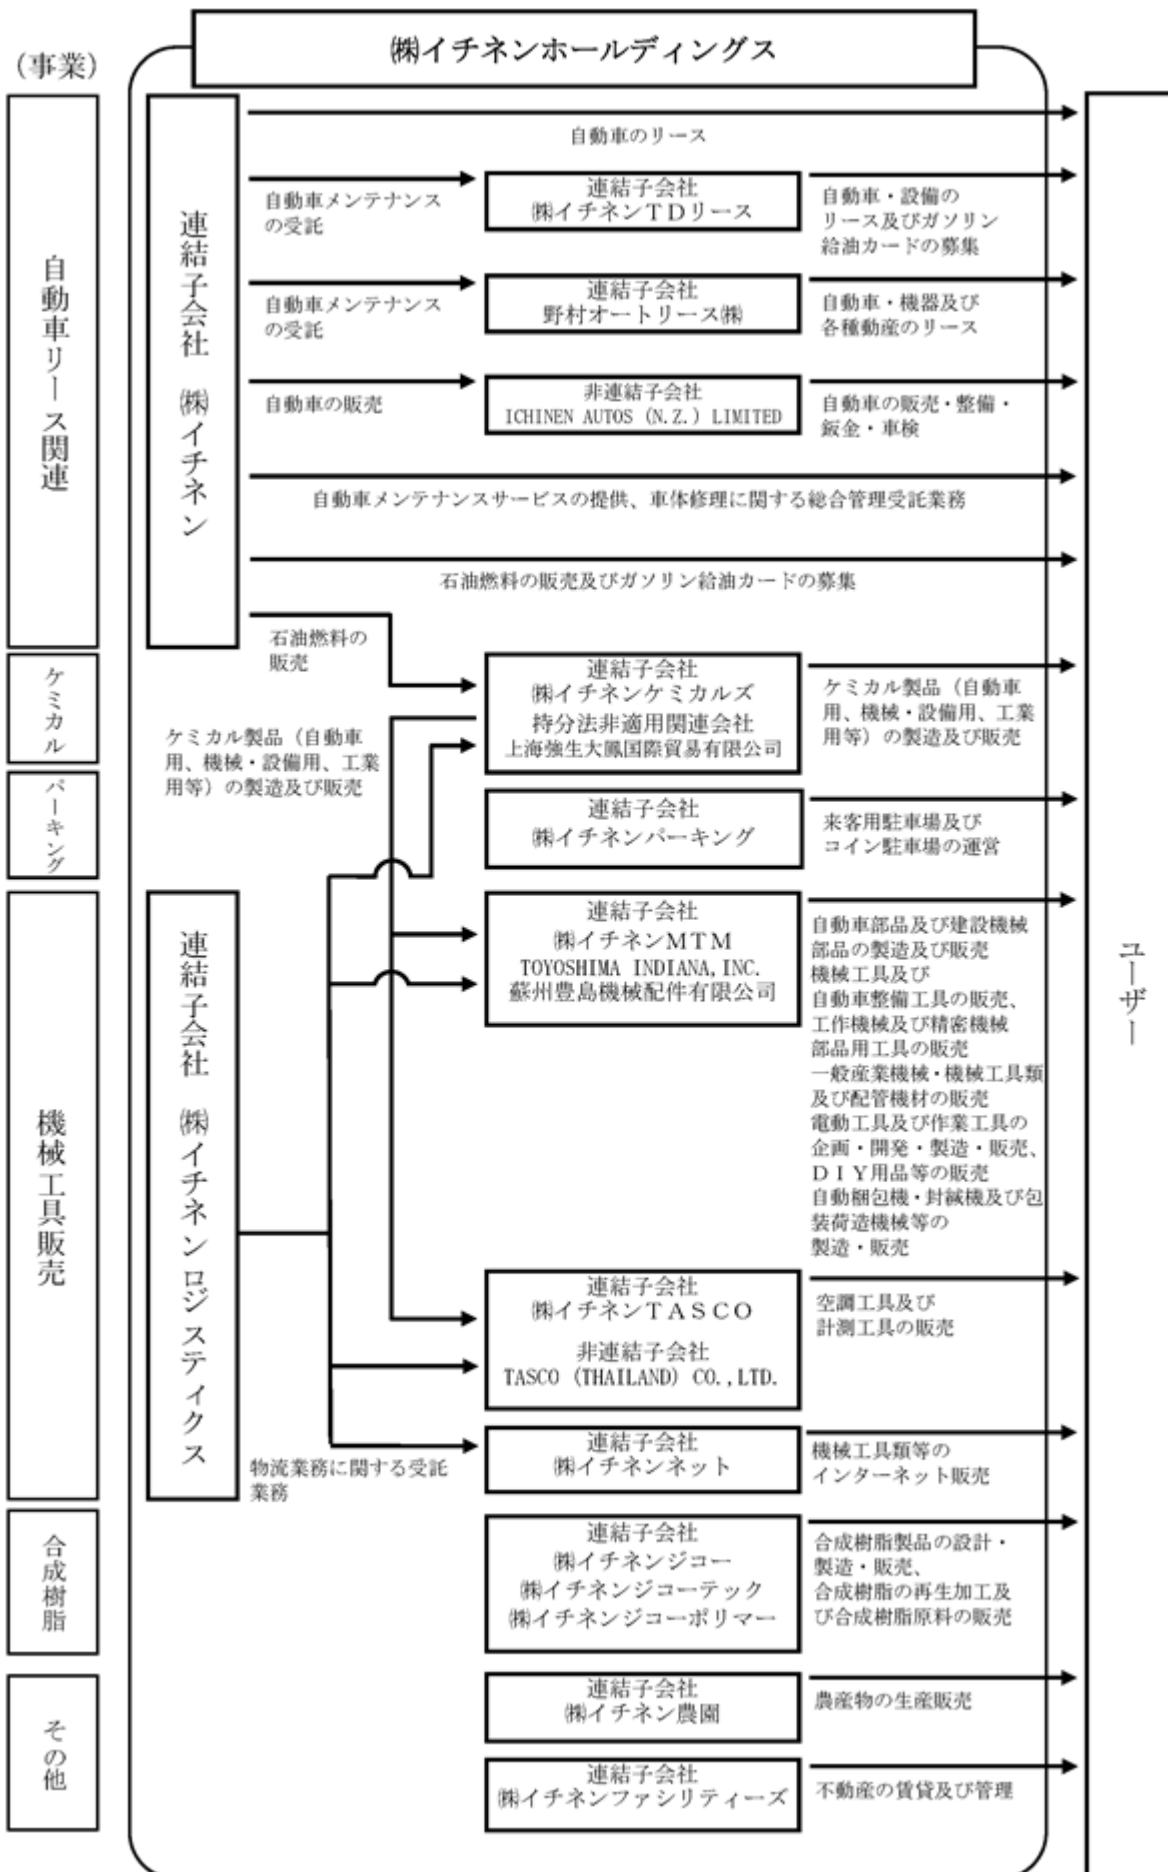 ㈱イチネンホールディングス
(事業)
自動車リース関連
連結子会社 ㈱イチネン
自動車のリース
自動車メンテナンス
の受託
連結子会社
㈱イチネンTDリース
自動車・設備の
リース及びガソリン
給油カードの募集
自動車メンテナンス
の受託
連結子会社
野村オートリース㈱
自動車・機器及び
各種動産のリース
自動車の販売
非連結子会社
ICHINEN AUTOS (N.Z.) LIMITED
自動車の販売・整備・
鈑金・車検
自動車メンテナンスサービスの提供、車体修理に関する総合管理受託業務
石油燃料の販売及びガソリン給油カードの募集
石油燃料の
販売
ケミカル
連結子会社
㈱イチネンケミカルズ
持分法非適用関連会社
上海強生大鳳国際貿易有限公司
ケミカル製品（自動車
用、機械・設備用、工業
用等）の製造及び販売
ケミカル製品（自動車
用、機械・設備用、工業
用等）の製造及び販売
パーキング
連結子会社
㈱イチネンパーキング
来客用駐車場及び
コイン駐車場の運営
機械工具販売
連結子会社 ㈱イチネンロジスティクス
連結子会社
㈱イチネンMTM
TOYOSHIMA INDIANA,INC.
蘇州豊島機械配件有限公司
自動車部品及び建設機械
部品の製造及び販売
機械工具及び
自動車整備工具の販売、
工作機械及び精密機械
部品用工具の販売
一般産業機械・機械工具類
及び配管機材の販売
電動工具及び作業工具の
企画・開発・製造・販売、
DIY用品等の販売
自動梱包機・封緘機及び包
装荷造機械等の
製造・販売
ユーザー
連結子会社
㈱イチネンTASCO
非連結子会社
TASCO (THAILAND) CO.,LTD.
空調工具及び
計測工具の販売
物流業務に関する受託
業務
連結子会社
㈱イチネンネット
機械工具類等の
インターネット販売
合成樹脂
連結子会社
㈱イチネンジコー
㈱イチネンジコーテック
㈱イチネンジコーポリマー
合成樹脂製品の設計・
製造・販売、
合成樹脂の再生加工及
び合成樹脂原料の販売
その他
連結子会社
㈱イチネン農園
農産物の生産販売
連結子会社
㈱イチネンファシリティーズ
不動産の賃貸及び管理